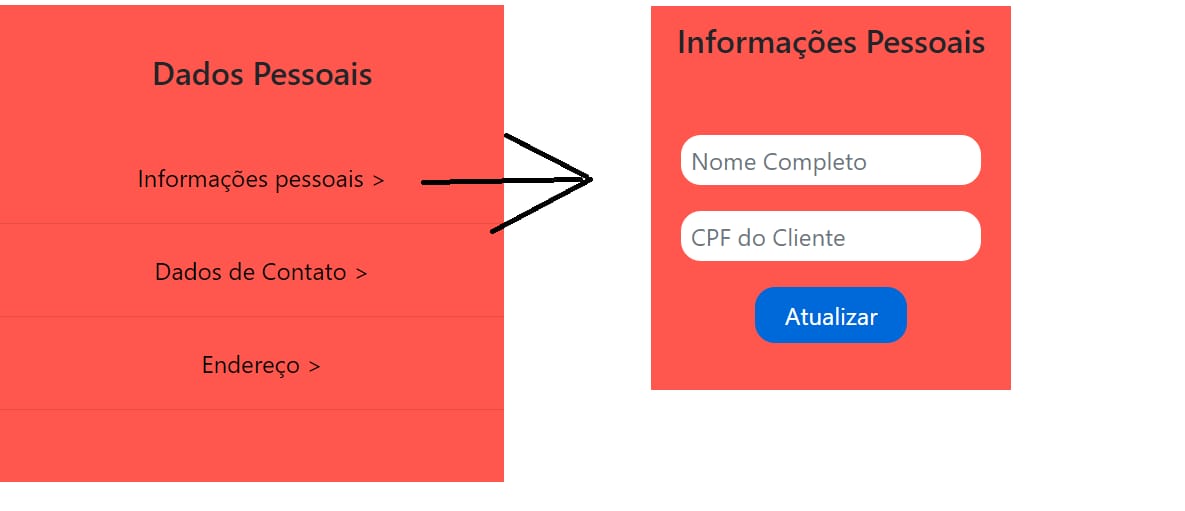 Dados Pessoais
Informações pessoais >
Dados de Contato >
Endereço >
Informações Pessoais
Nome Completo
CPF do Cliente
Atualizar